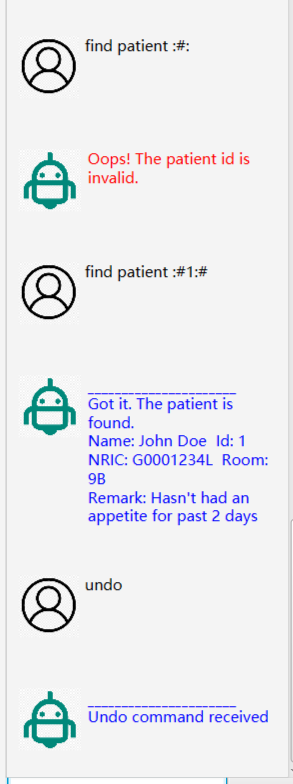 find patient :#:
Oops! The patient id is
invalid.
find patient :#1:#
______________________
Got it. The patient is
found.
Name: John Doe  Id: 1
NRIC: G0001234L  Room:
9B
Remark: Hasn't had an
appetite for past 2 days
undo
______________________
Undo command received